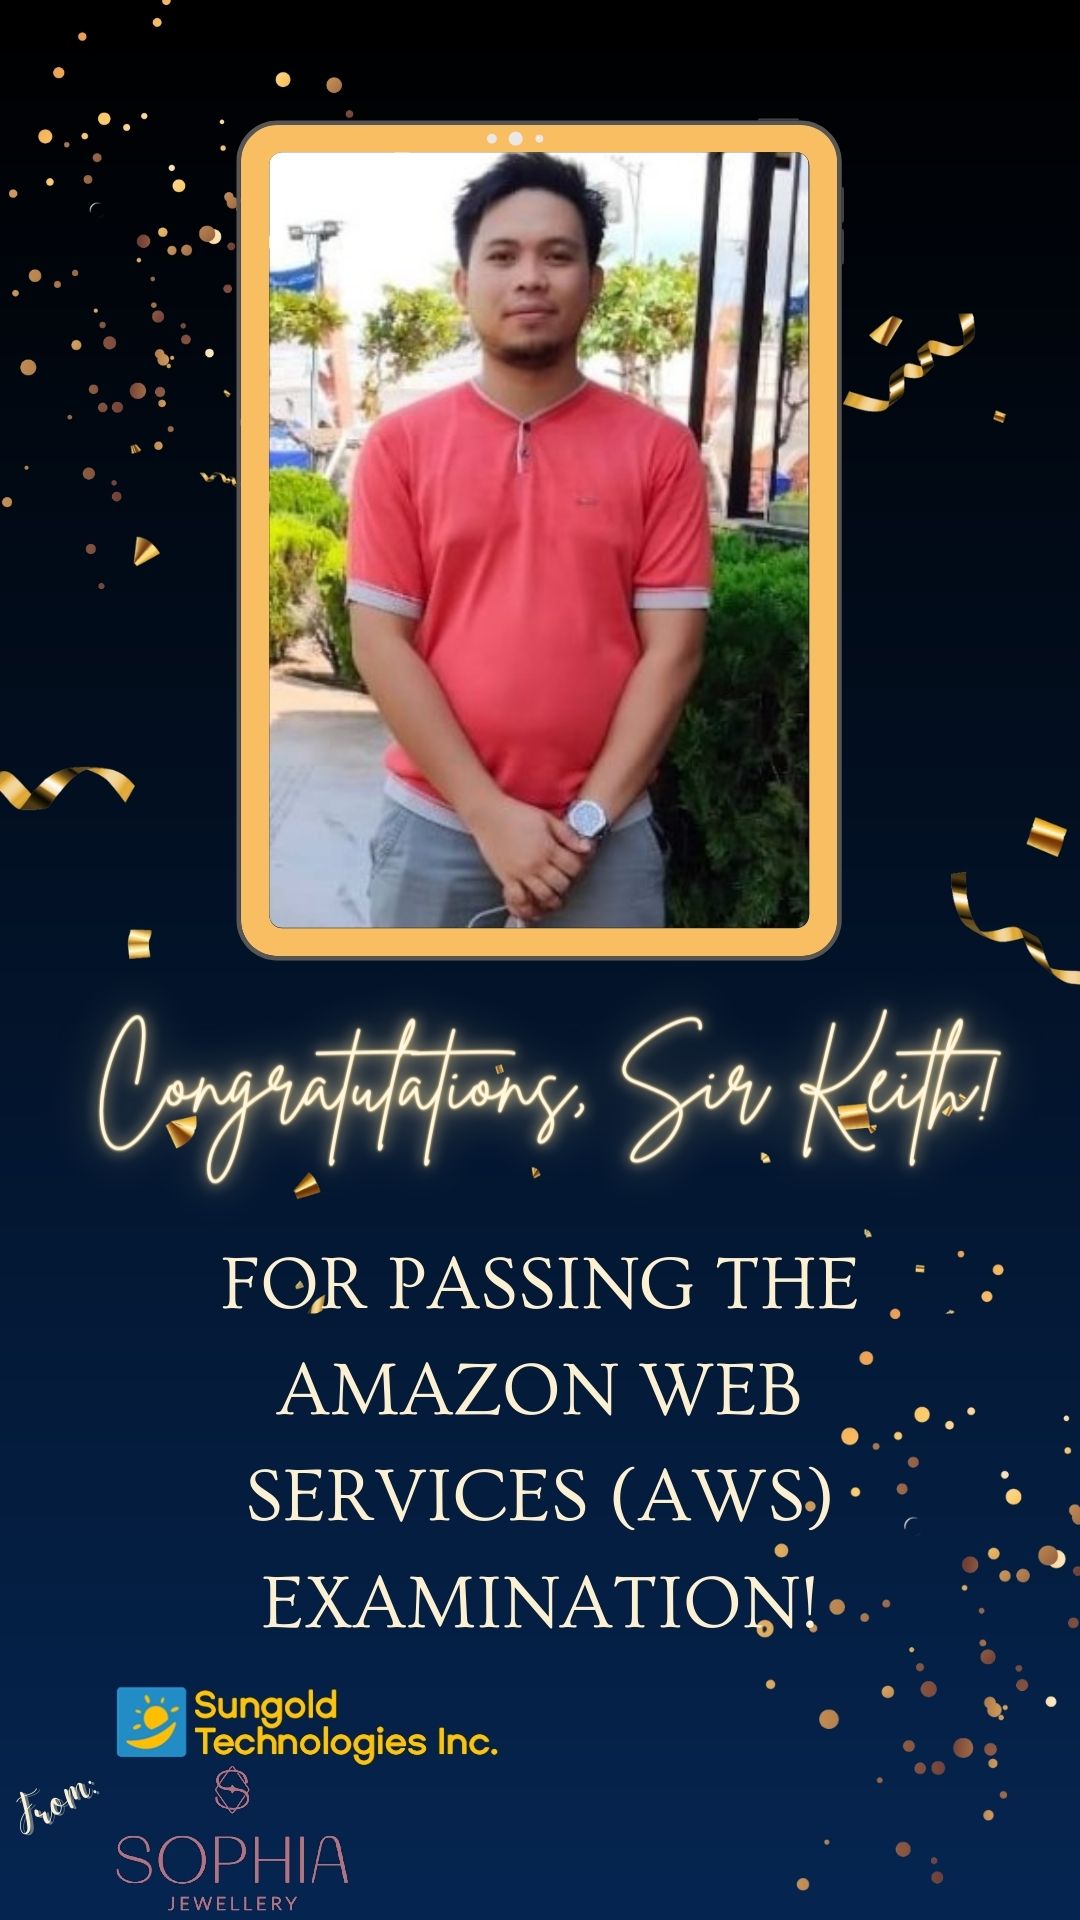 Congratulations, Sir Keith!
FOR PASSING THE
AMAZON WEB
SERVICES (AWS)
EXAMINATION!
Sungold
Technologies Inc.
From:
SOPHIA
JEWELLERY